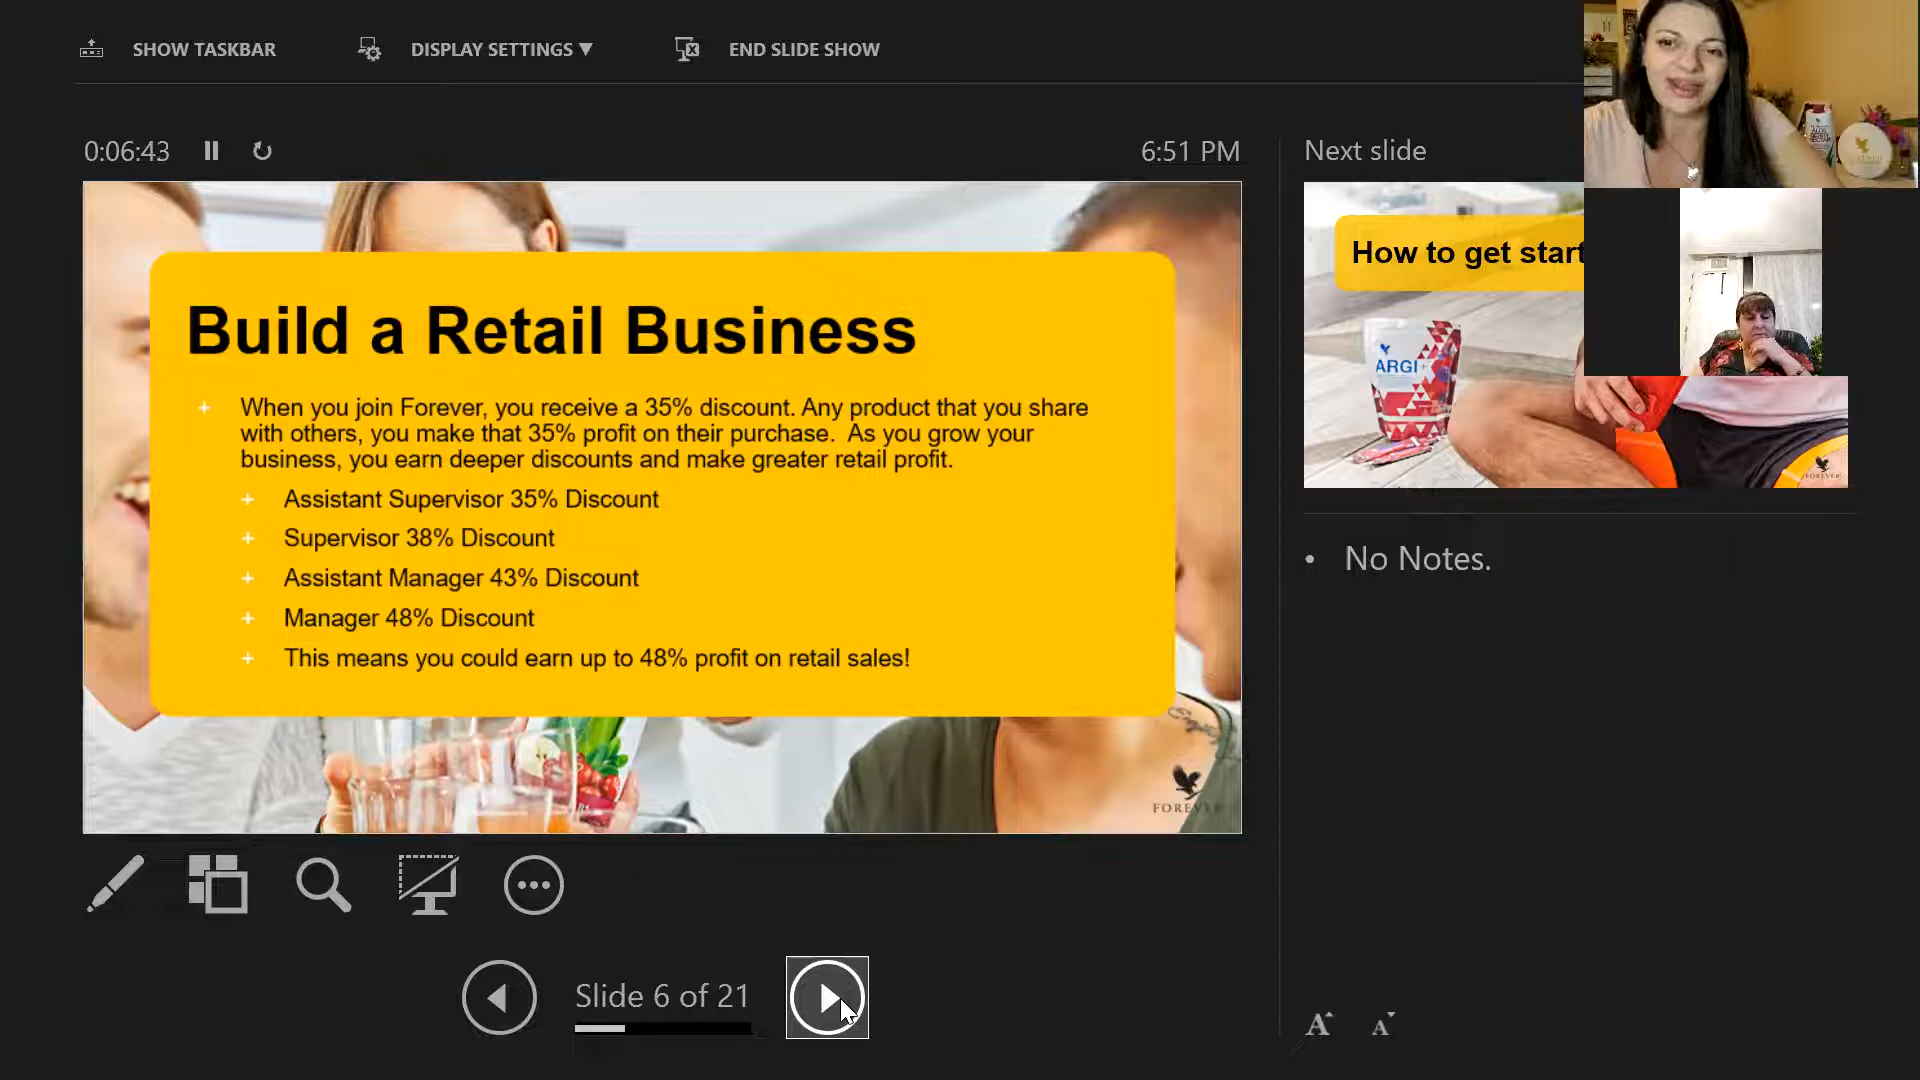 SHOW TASKBAR
DISPLAY SETTINGS ▼
END SLIDE SHOW
0:06:43
6:51 PM
Next slide
Build a Retail Business
+ When you join Forever, you receive a 35% discount. Any product that you share
with others, you make that 35% profit on their purchase. As you grow your
business, you earn deeper discounts and make greater retail profit.
+ Assistant Supervisor 35% Discount
+ Supervisor 38% Discount
+ Assistant Manager 43% Discount
+ Manager 48% Discount
+ This means you could earn up to 48% profit on retail sales!
FOREVER
How to get start
ARGI+
FOREVER
• No Notes.
Slide 6 of 21
A A